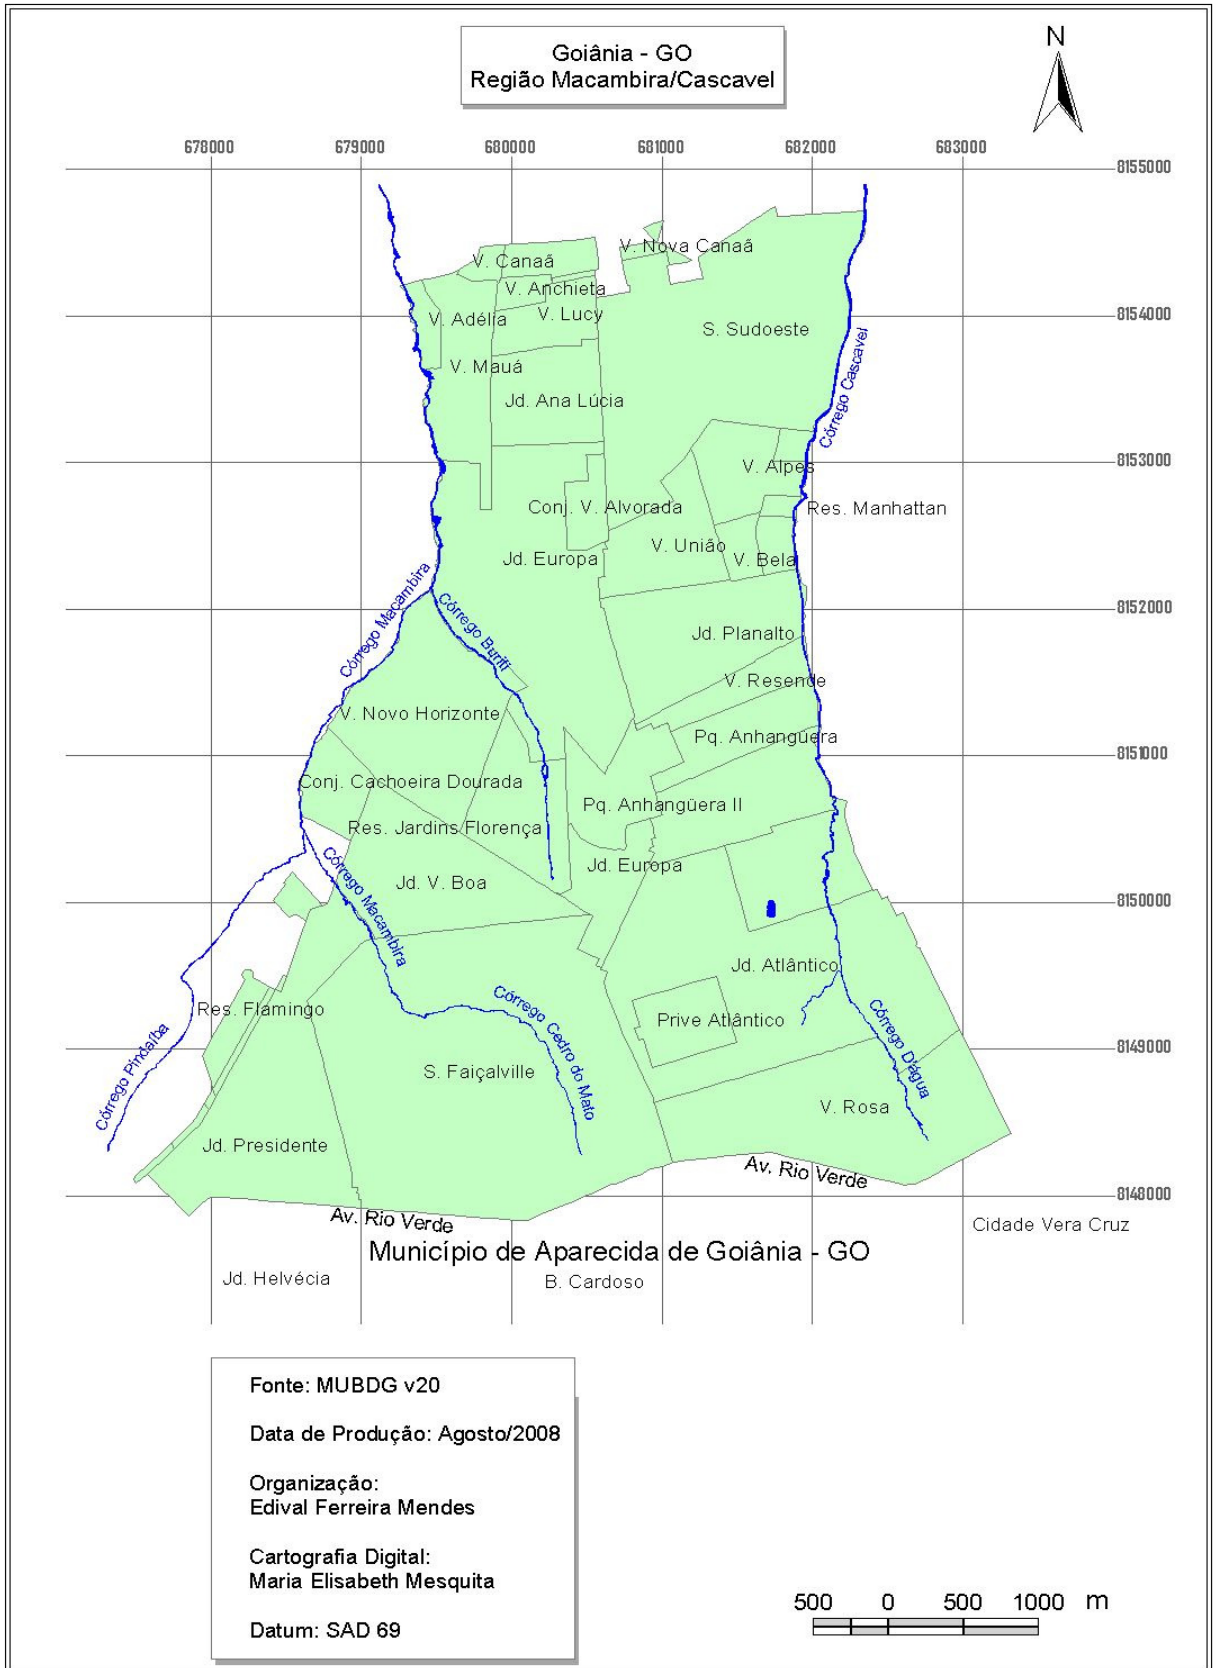 Goiânia - GO
Região Macambira/Cascavel
N
678000 679000 680000 681000 682000 683000
8155000
V. Nova Canaã
V. Canaã
V. Anchieta
V. Adélia
V. Lucy
8154000
S. Sudoeste
V. Mauá
Córrego Cascavel
Jd. Ana Lúcia
8153000
V. Alpes
Conj. V. Alvorada
Res. Manhattan
V. União
Jd. Europa
V. Bela
8152000
Córrego Macambira
Córrego Buriti
Jd. Planalto
V. Resende
V. Novo Horizonte
Pq. Anhangüera
8151000
Conj. Cachoeira Dourada
Pq. Anhangüera II
Res. Jardins Florença
Jd. Europa
Jd. V. Boa
8150000
Córrego Macambira
Jd. Atlântico
Res. Flamingo
Prive Atlântico
Córrego Pindaíba
Córrego Cedro do Mato
Córrego D'água
8149000
S. Faiçalville
V. Rosa
Jd. Presidente
Av. Rio Verde
8148000
Av. Rio Verde
Cidade Vera Cruz
Município de Aparecida de Goiânia - GO
Jd. Helvécia
B. Cardoso
Fonte: MUBDG v20
Data de Produção: Agosto/2008
Organização:
Edival Ferreira Mendes
Cartografia Digital:
Maria Elisabeth Mesquita
Datum: SAD 69
500 0 500 1000 m